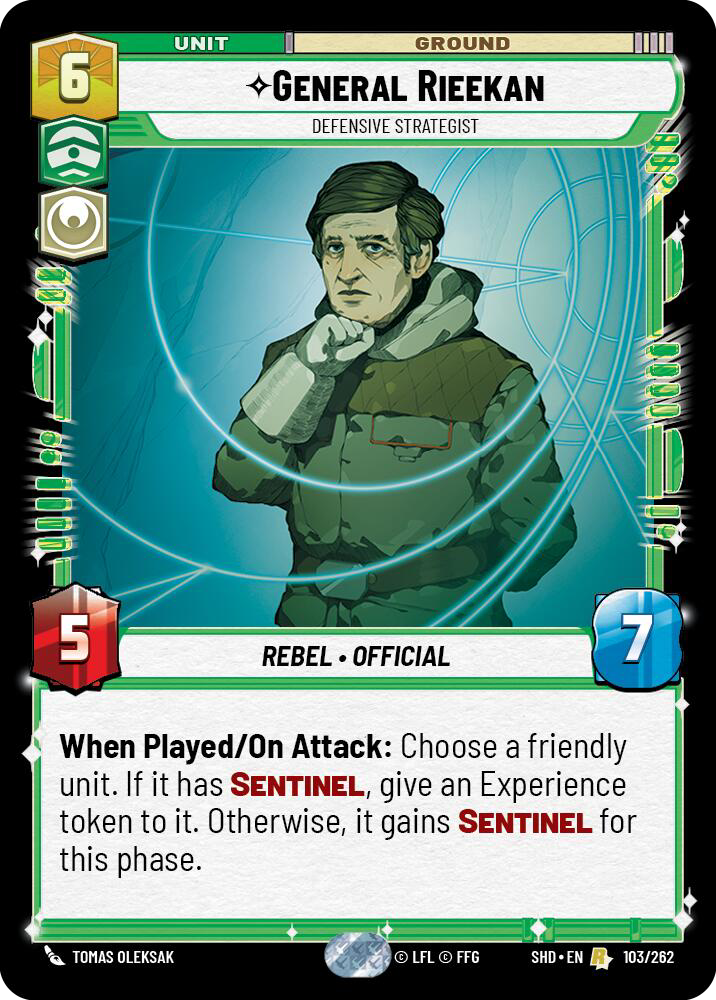 UNIT
GROUND
6
GENERAL RIEEKAN
DEFENSIVE STRATEGIST
5
REBEL • OFFICIAL
7
When Played/On Attack: Choose a friendly
unit. If it has SENTINEL, give an Experience
token to it. Otherwise, it gains SENTINEL for
this phase.
TOMAS OLEKSAK
© LFL © FFG
SHD • EN R 103/262